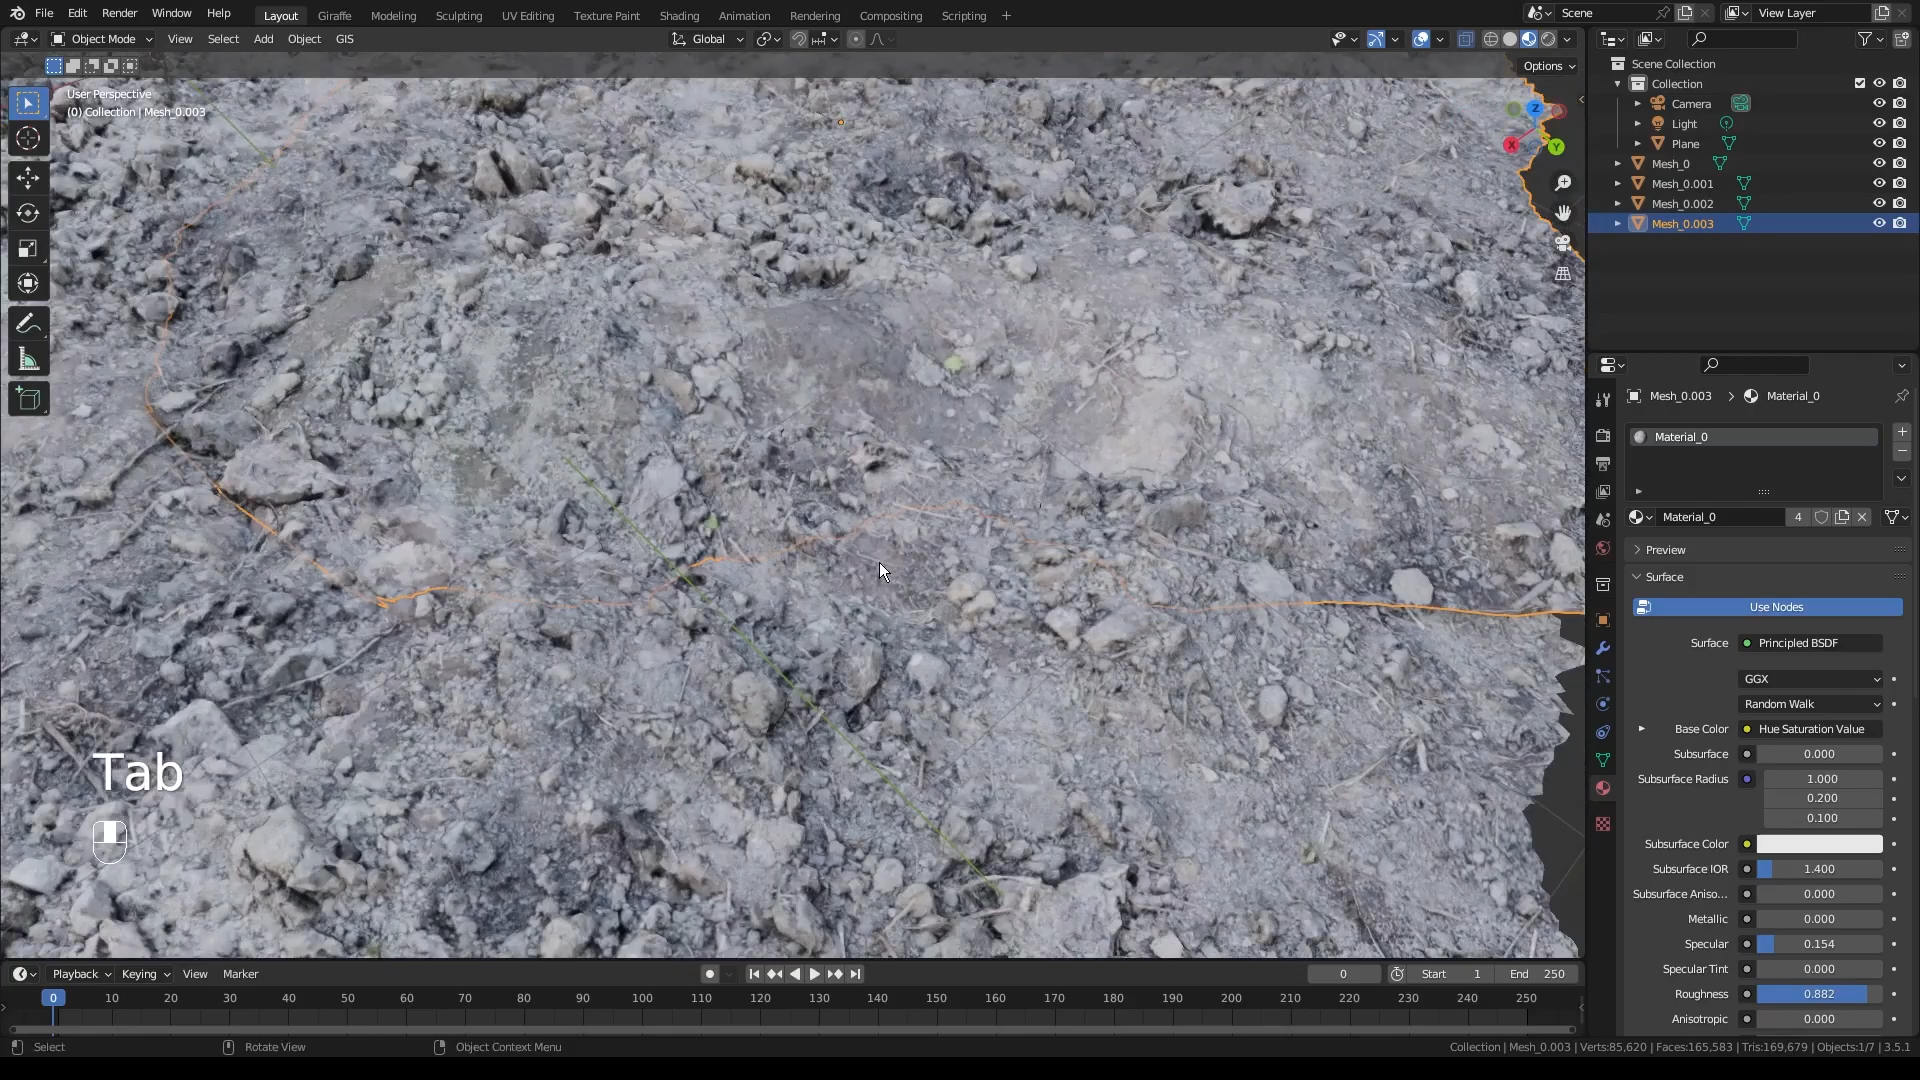 File Edit Render Window Help Layout Giraffe Modeling Sculpting UV Editing Texture Paint Shading Animation Rendering Compositing Scripting + Scene View Layer
Object Mode View Select Add Object GIS Global
Options
User Perspective
(0) Collection | Mesh_0.003
Z
X
Y
Tab
Scene Collection
Collection
Camera
Light
Plane
Mesh_0
Mesh_0.001
Mesh_0.002
Mesh_0.003
Mesh_0.003 > Material_0
Material_0
Material_0 4
Preview
Surface
Use Nodes
Surface Principled BSDF
GGX
Random Walk
Base Color Hue Saturation Value
Subsurface 0.000
Subsurface Radius 1.000
0.200
0.100
Subsurface Color
Subsurface IOR 1.400
Subsurface Aniso... 0.000
Metallic 0.000
Specular 0.154
Specular Tint 0.000
Roughness 0.882
Anisotropic 0.000
Playback Keying View Marker 0 Start 1 End 250
0 10 20 30 40 50 60 70 80 90 100 110 120 130 140 150 160 170 180 190 200 210 220 230 240 250
Select Rotate View Object Context Menu Collection | Mesh_0.003 | Verts:85,620 | Faces:165,583 | Tris:169,679 | Objects:1/7 | 3.5.1